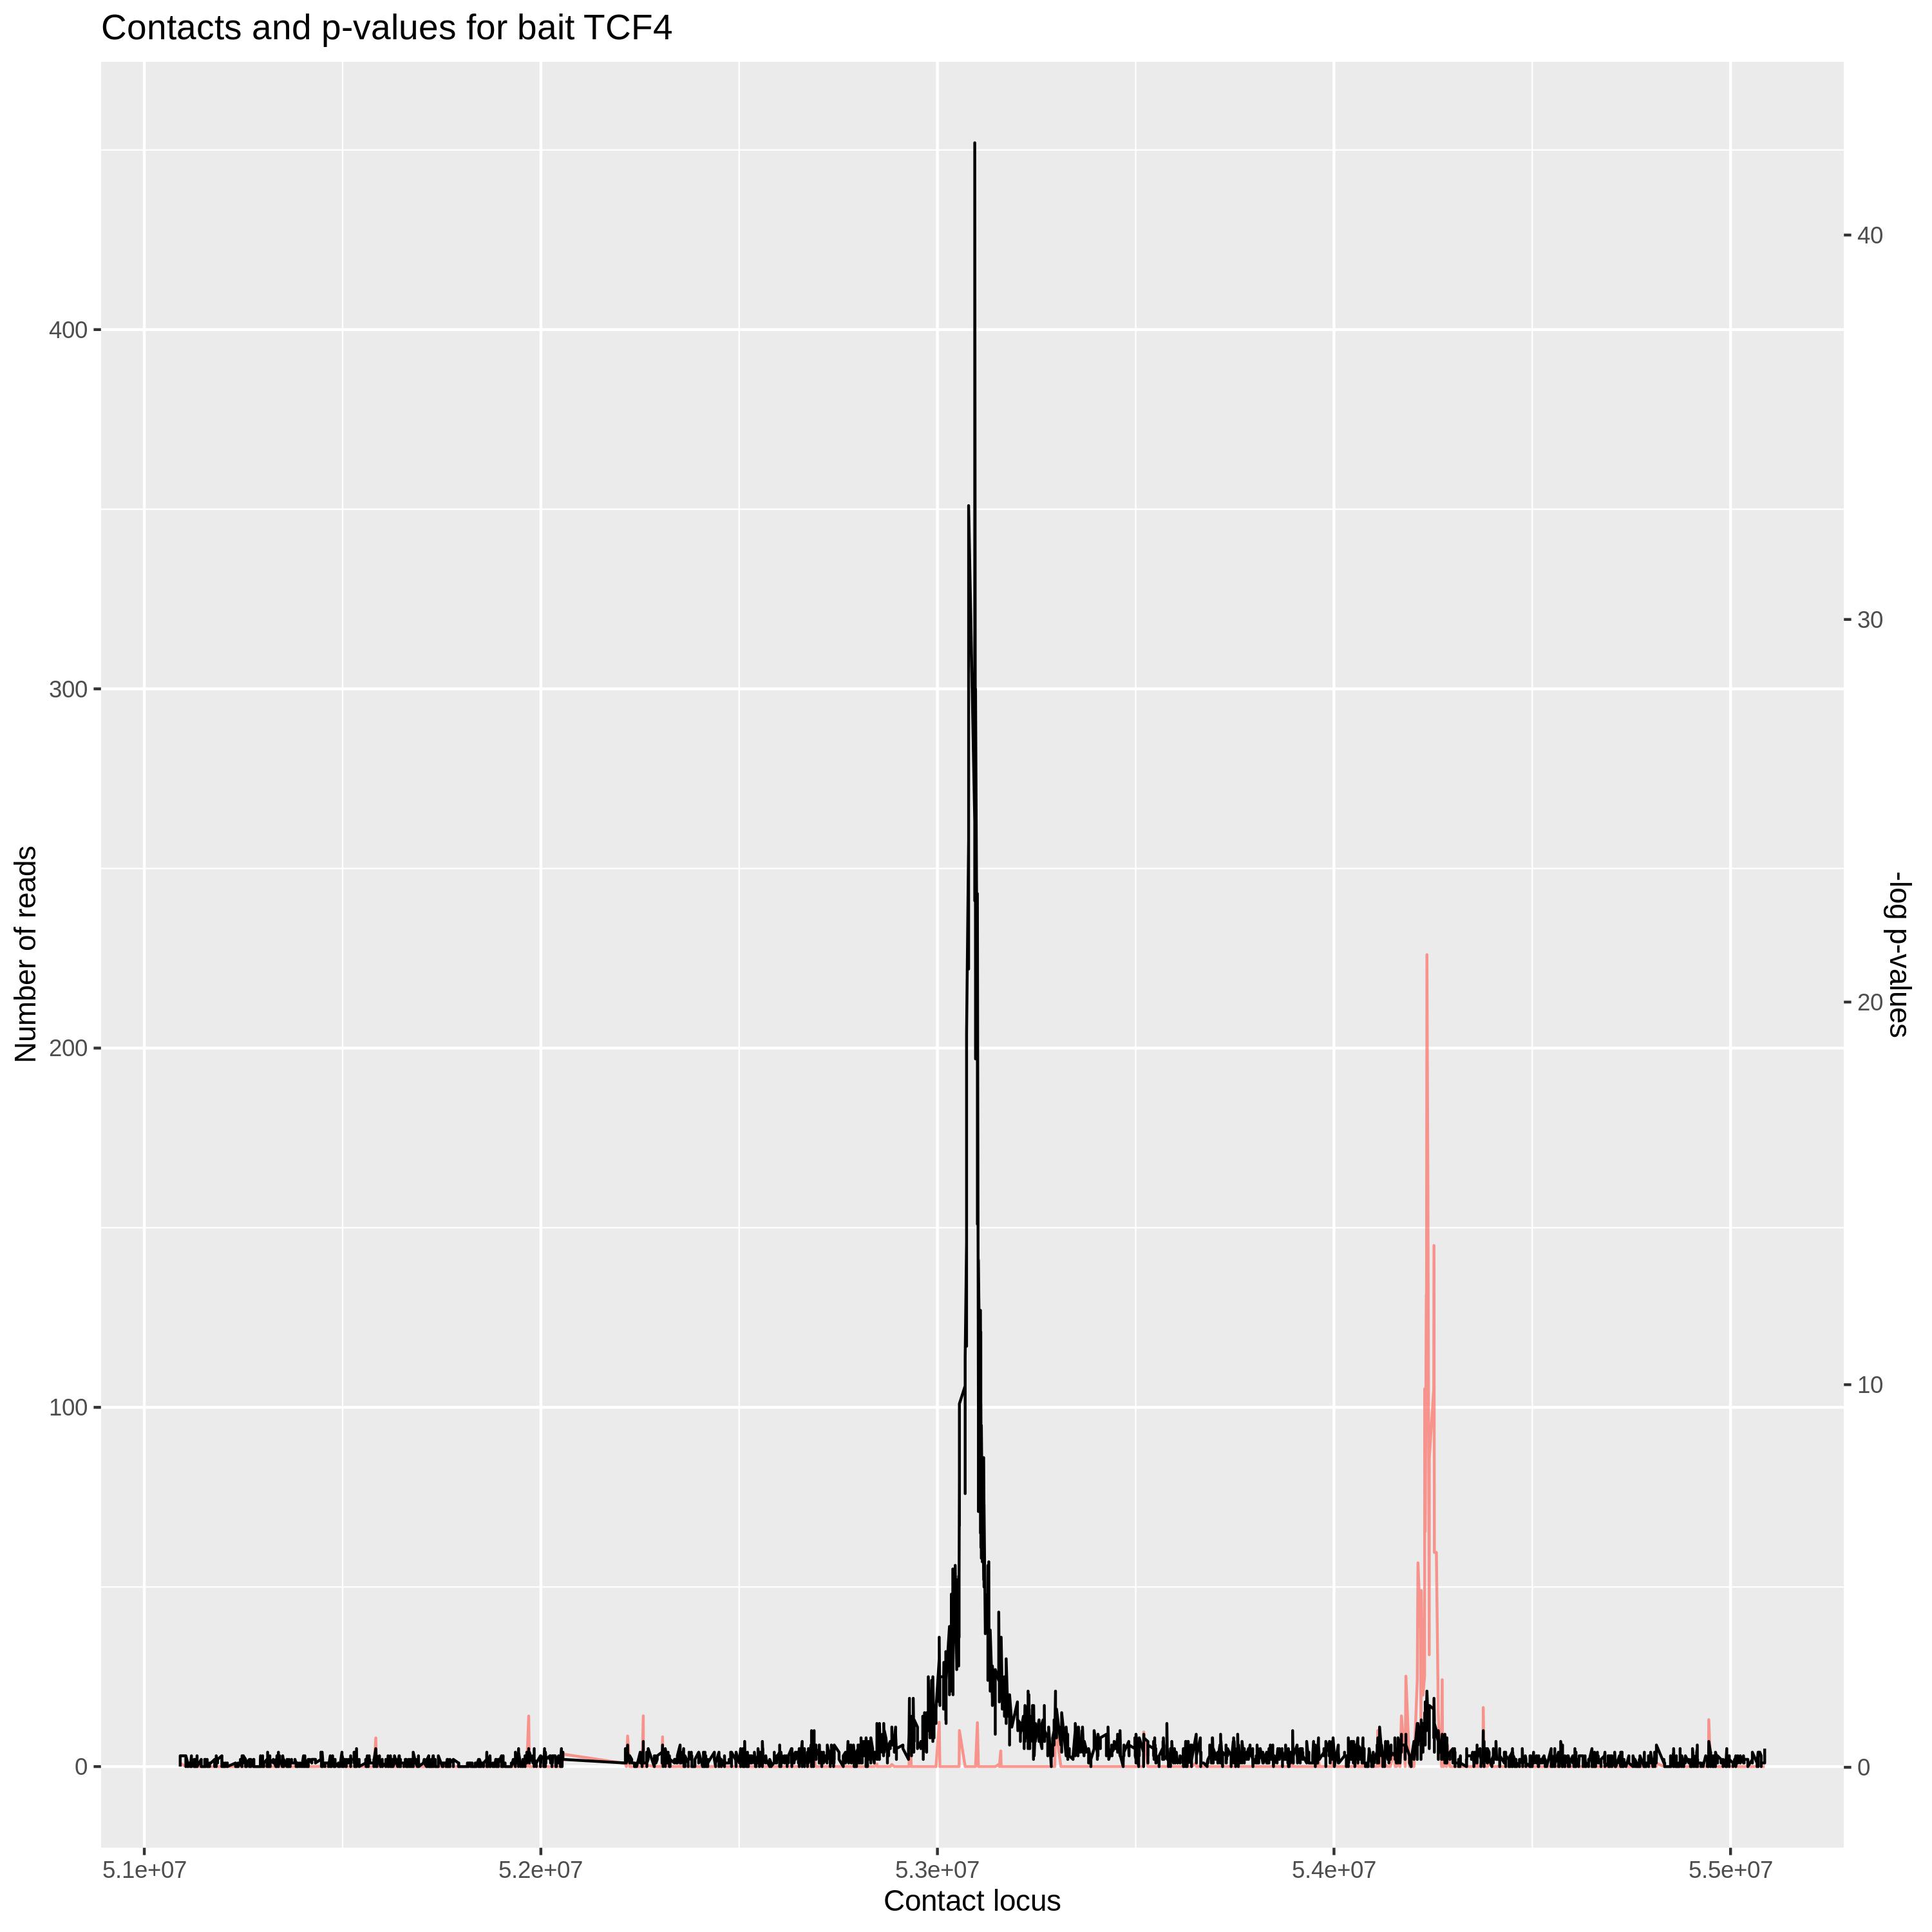 Contacts and p-values for bait TCF4
Number of reads
400
300
200
100
0
40
30
20
10
0
-log p-values
5.1e+07 5.2e+07 5.3e+07 5.4e+07 5.5e+07
Contact locus